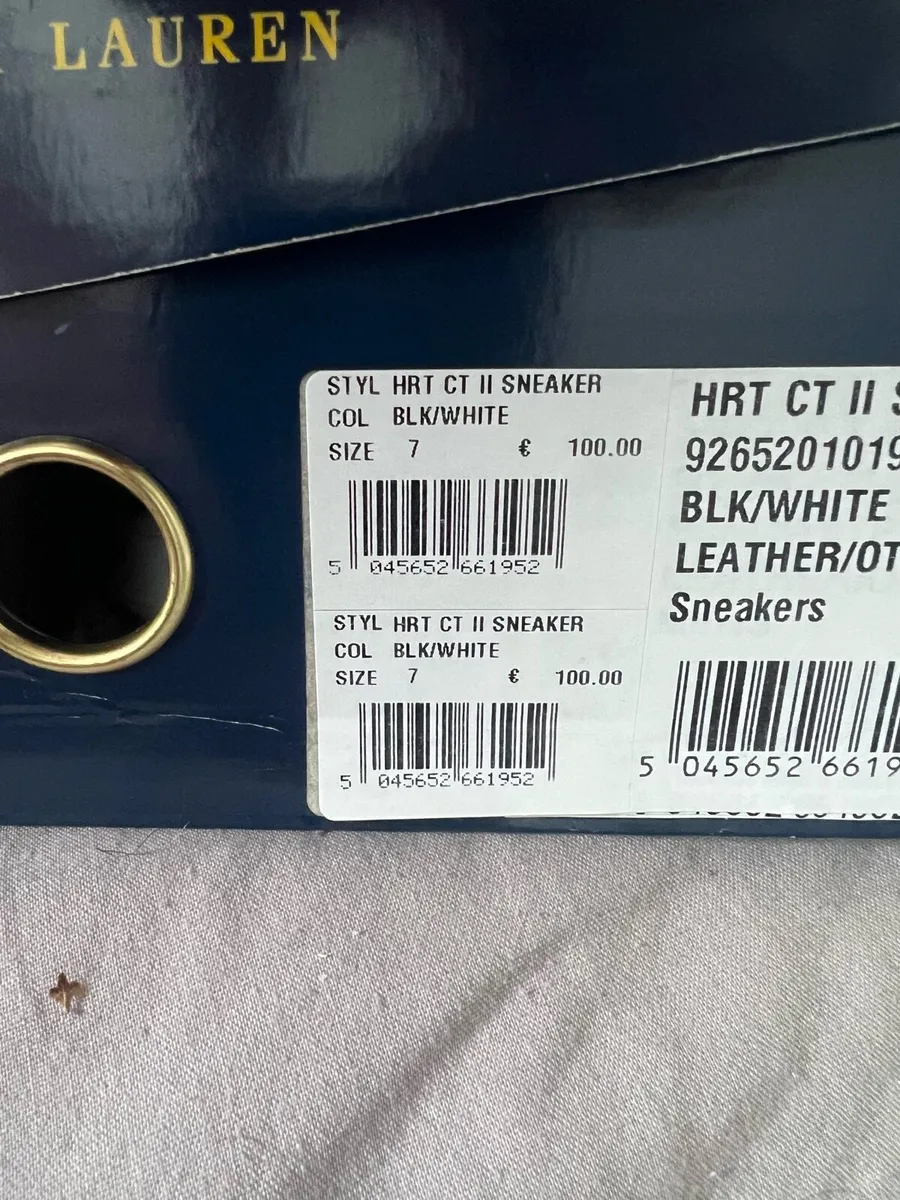 LAUREN
STYL HRT CT II SNEAKER
COL BLK/WHITE
SIZE 7 € 100.00
5 045652 661952
STYL HRT CT II SNEAKER
COL BLK/WHITE
SIZE 7 € 100.00
5 045652 661952
HRT CT II
9265201019
BLK/WHITE
LEATHER/OT
Sneakers
5 045652 6619